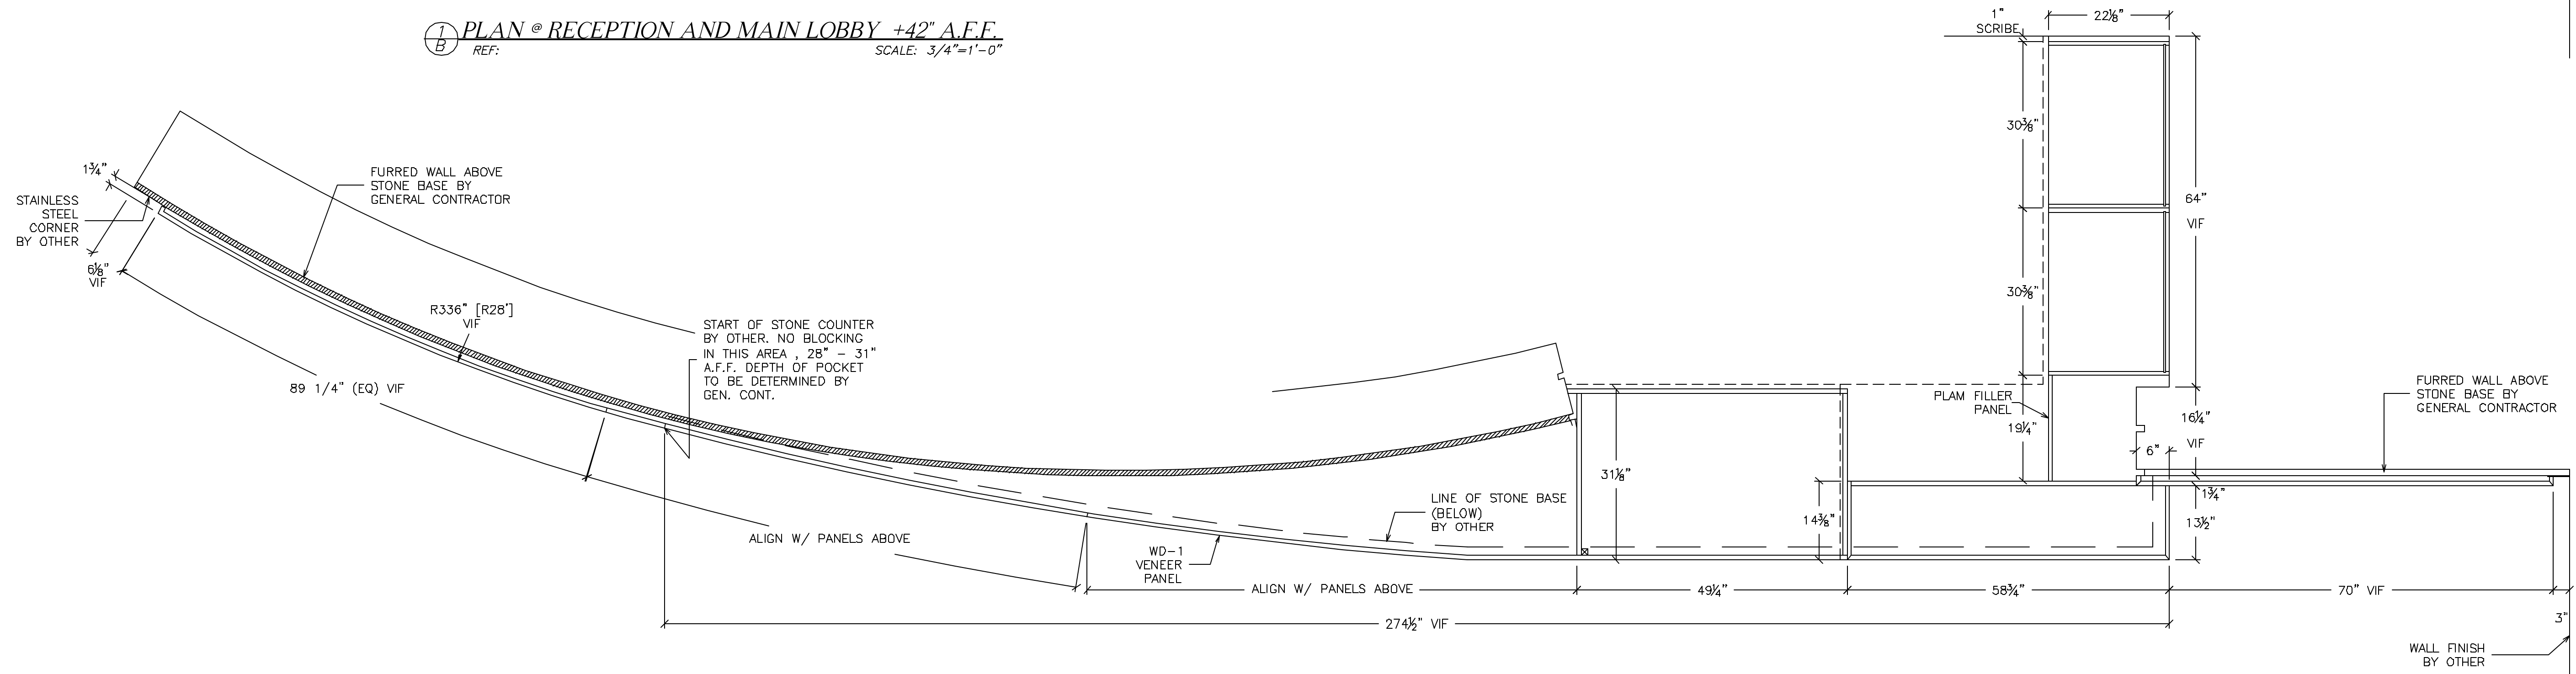 1
B
PLAN @ RECEPTION AND MAIN LOBBY +42" A.F.F.
REF:
SCALE: 3/4"=1'-0"
1"
SCRIBE
22⅛"
30⅜"
64"
VIF
30⅜"
1¾"
STAINLESS
STEEL
CORNER
BY OTHER
6⅛"
VIF
FURRED WALL ABOVE
STONE BASE BY
GENERAL CONTRACTOR
R336" [R28']
VIF
89 1/4" (EQ) VIF
START OF STONE COUNTER
BY OTHER. NO BLOCKING
IN THIS AREA , 28" - 31"
A.F.F. DEPTH OF POCKET
TO BE DETERMINED BY
GEN. CONT.
PLAM FILLER
PANEL
19¼"
16¼"
VIF
6"
FURRED WALL ABOVE
STONE BASE BY
GENERAL CONTRACTOR
31⅛"
14⅜"
1¾"
13½"
LINE OF STONE BASE
(BELOW)
BY OTHER
ALIGN W/ PANELS ABOVE
WD-1
VENEER
PANEL
ALIGN W/ PANELS ABOVE
49¼"
58¾"
70" VIF
3"
274½" VIF
WALL FINISH
BY OTHER